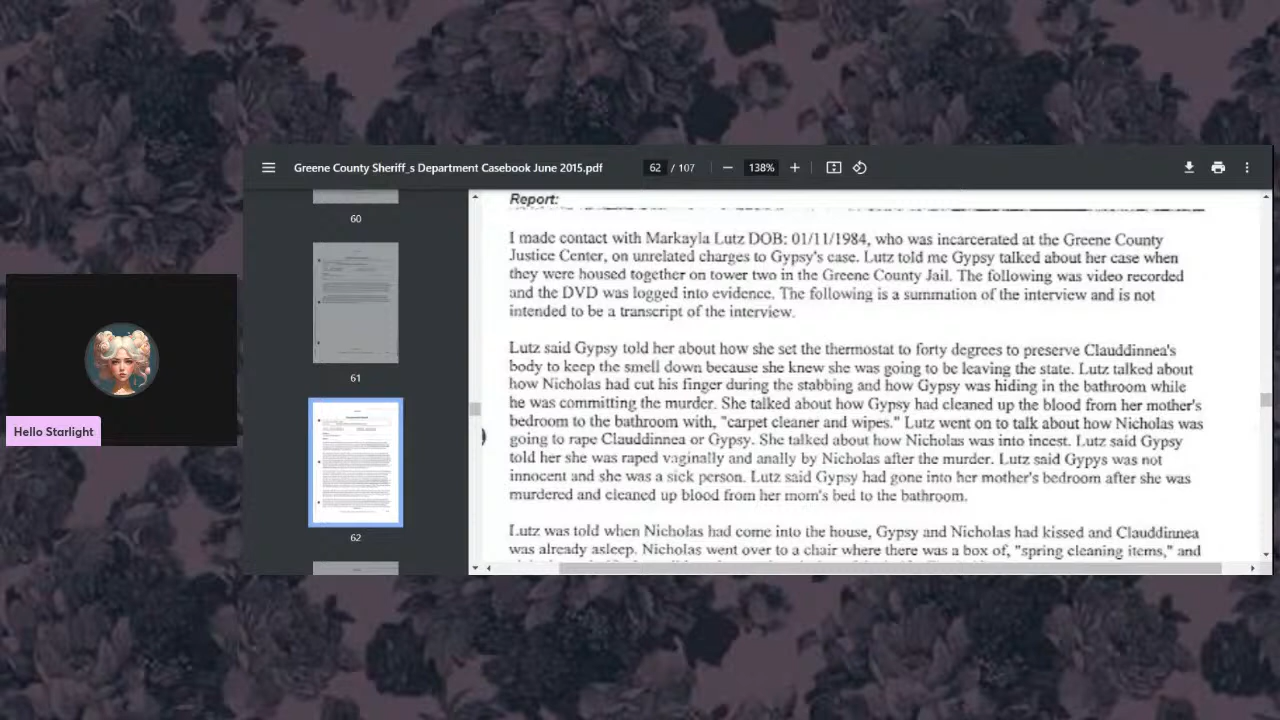 Greene County Sheriff_s Department Casebook June 2015.pdf
62 / 107
138%
60
61
62
Report:
I made contact with Markayla Lutz DOB: 01/11/1984, who was incarcerated at the Greene County
Justice Center, on unrelated charges to Gypsy's case. Lutz told me Gypsy talked about her case when
they were housed together on tower two in the Greene County Jail. The following was video recorded
and the DVD was logged into evidence. The following is a summation of the interview and is not
intended to be a transcript of the interview.
Lutz said Gypsy told her about how she set the thermostat to forty degrees to preserve Clauddinnea's
body to keep the smell down because she knew she was going to be leaving the state. Lutz talked about
how Nicholas had cut his finger during the stabbing and how Gypsy was hiding in the bathroom while
he was committing the murder. She talked about how Gypsy had cleaned up the blood from her mother's
bedroom to the bathroom with, "carpet cleaner and wipes." Lutz went on to talk about how Nicholas was
going to rape Clauddinnea or Gypsy. She talked about how Nicholas was into incest. Lutz said Gypsy
told her she was raped vaginally and anally by Nicholas after the murder. Lutz said Gypys was not
innocent and she was a sick person. Lutz said Gypsy had gone into her mother's bedroom after she was
murdered and cleaned up blood from her mom's bed to the bathroom.
Lutz was told when Nicholas had come into the house, Gypsy and Nicholas had kissed and Clauddinnea
was already asleep. Nicholas went over to a chair where there was a box of, "spring cleaning items," and
Hello Starlight